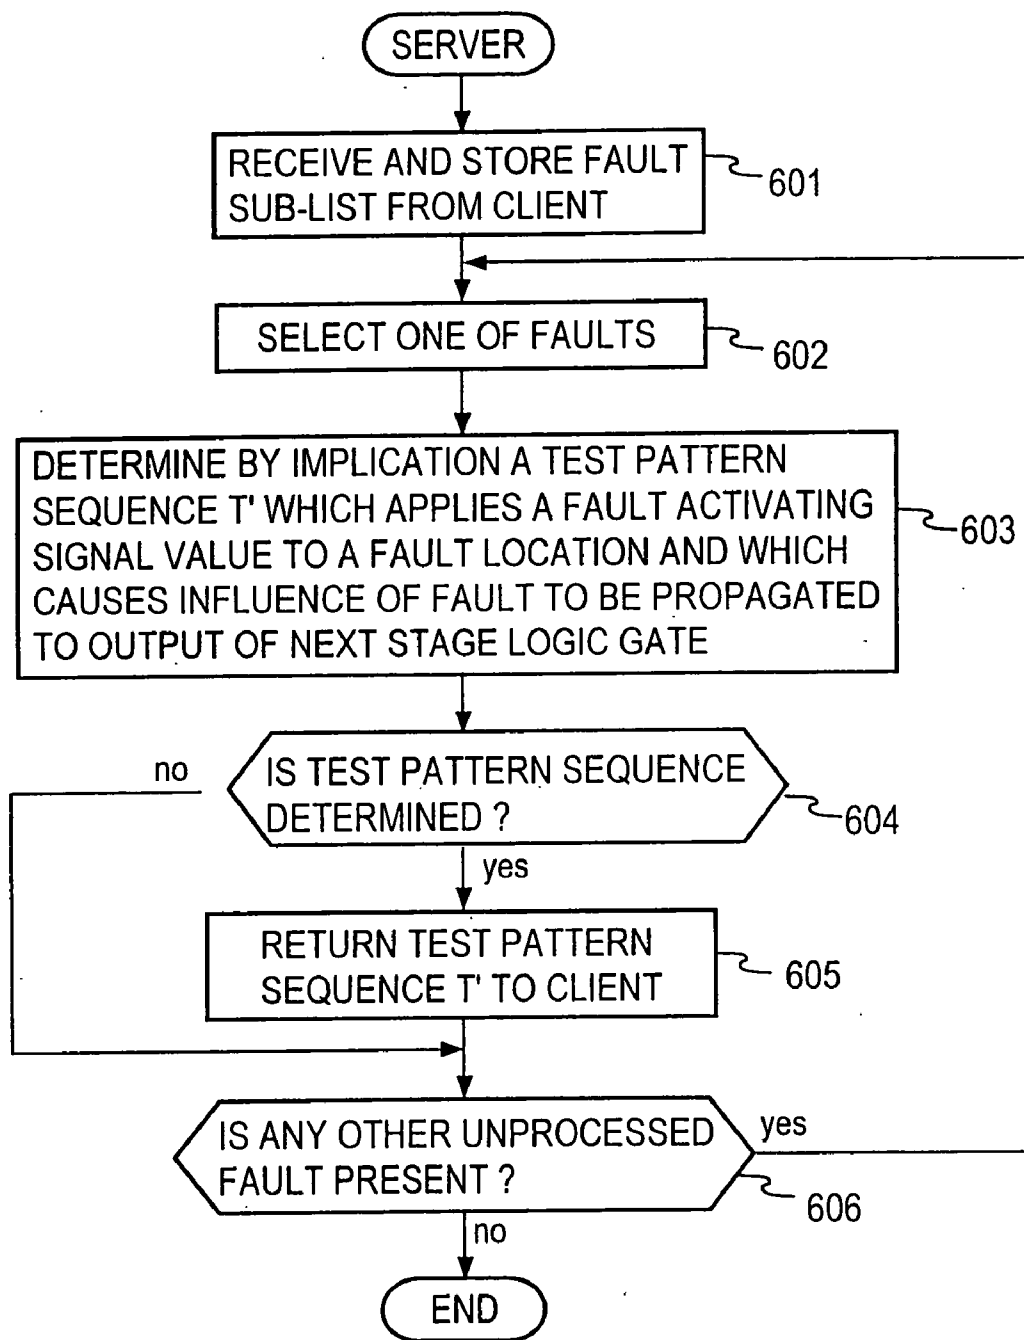 SERVER
RECEIVE AND STORE FAULT
SUB-LIST FROM CLIENT
601
SELECT ONE OF FAULTS
602
DETERMINE BY IMPLICATION A TEST PATTERN
SEQUENCE T' WHICH APPLIES A FAULT ACTIVATING
SIGNAL VALUE TO A FAULT LOCATION AND WHICH
CAUSES INFLUENCE OF FAULT TO BE PROPAGATED
TO OUTPUT OF NEXT STAGE LOGIC GATE
603
no
IS TEST PATTERN SEQUENCE
DETERMINED ?
604
yes
RETURN TEST PATTERN
SEQUENCE T' TO CLIENT
605
IS ANY OTHER UNPROCESSED
FAULT PRESENT ?
yes
606
no
END